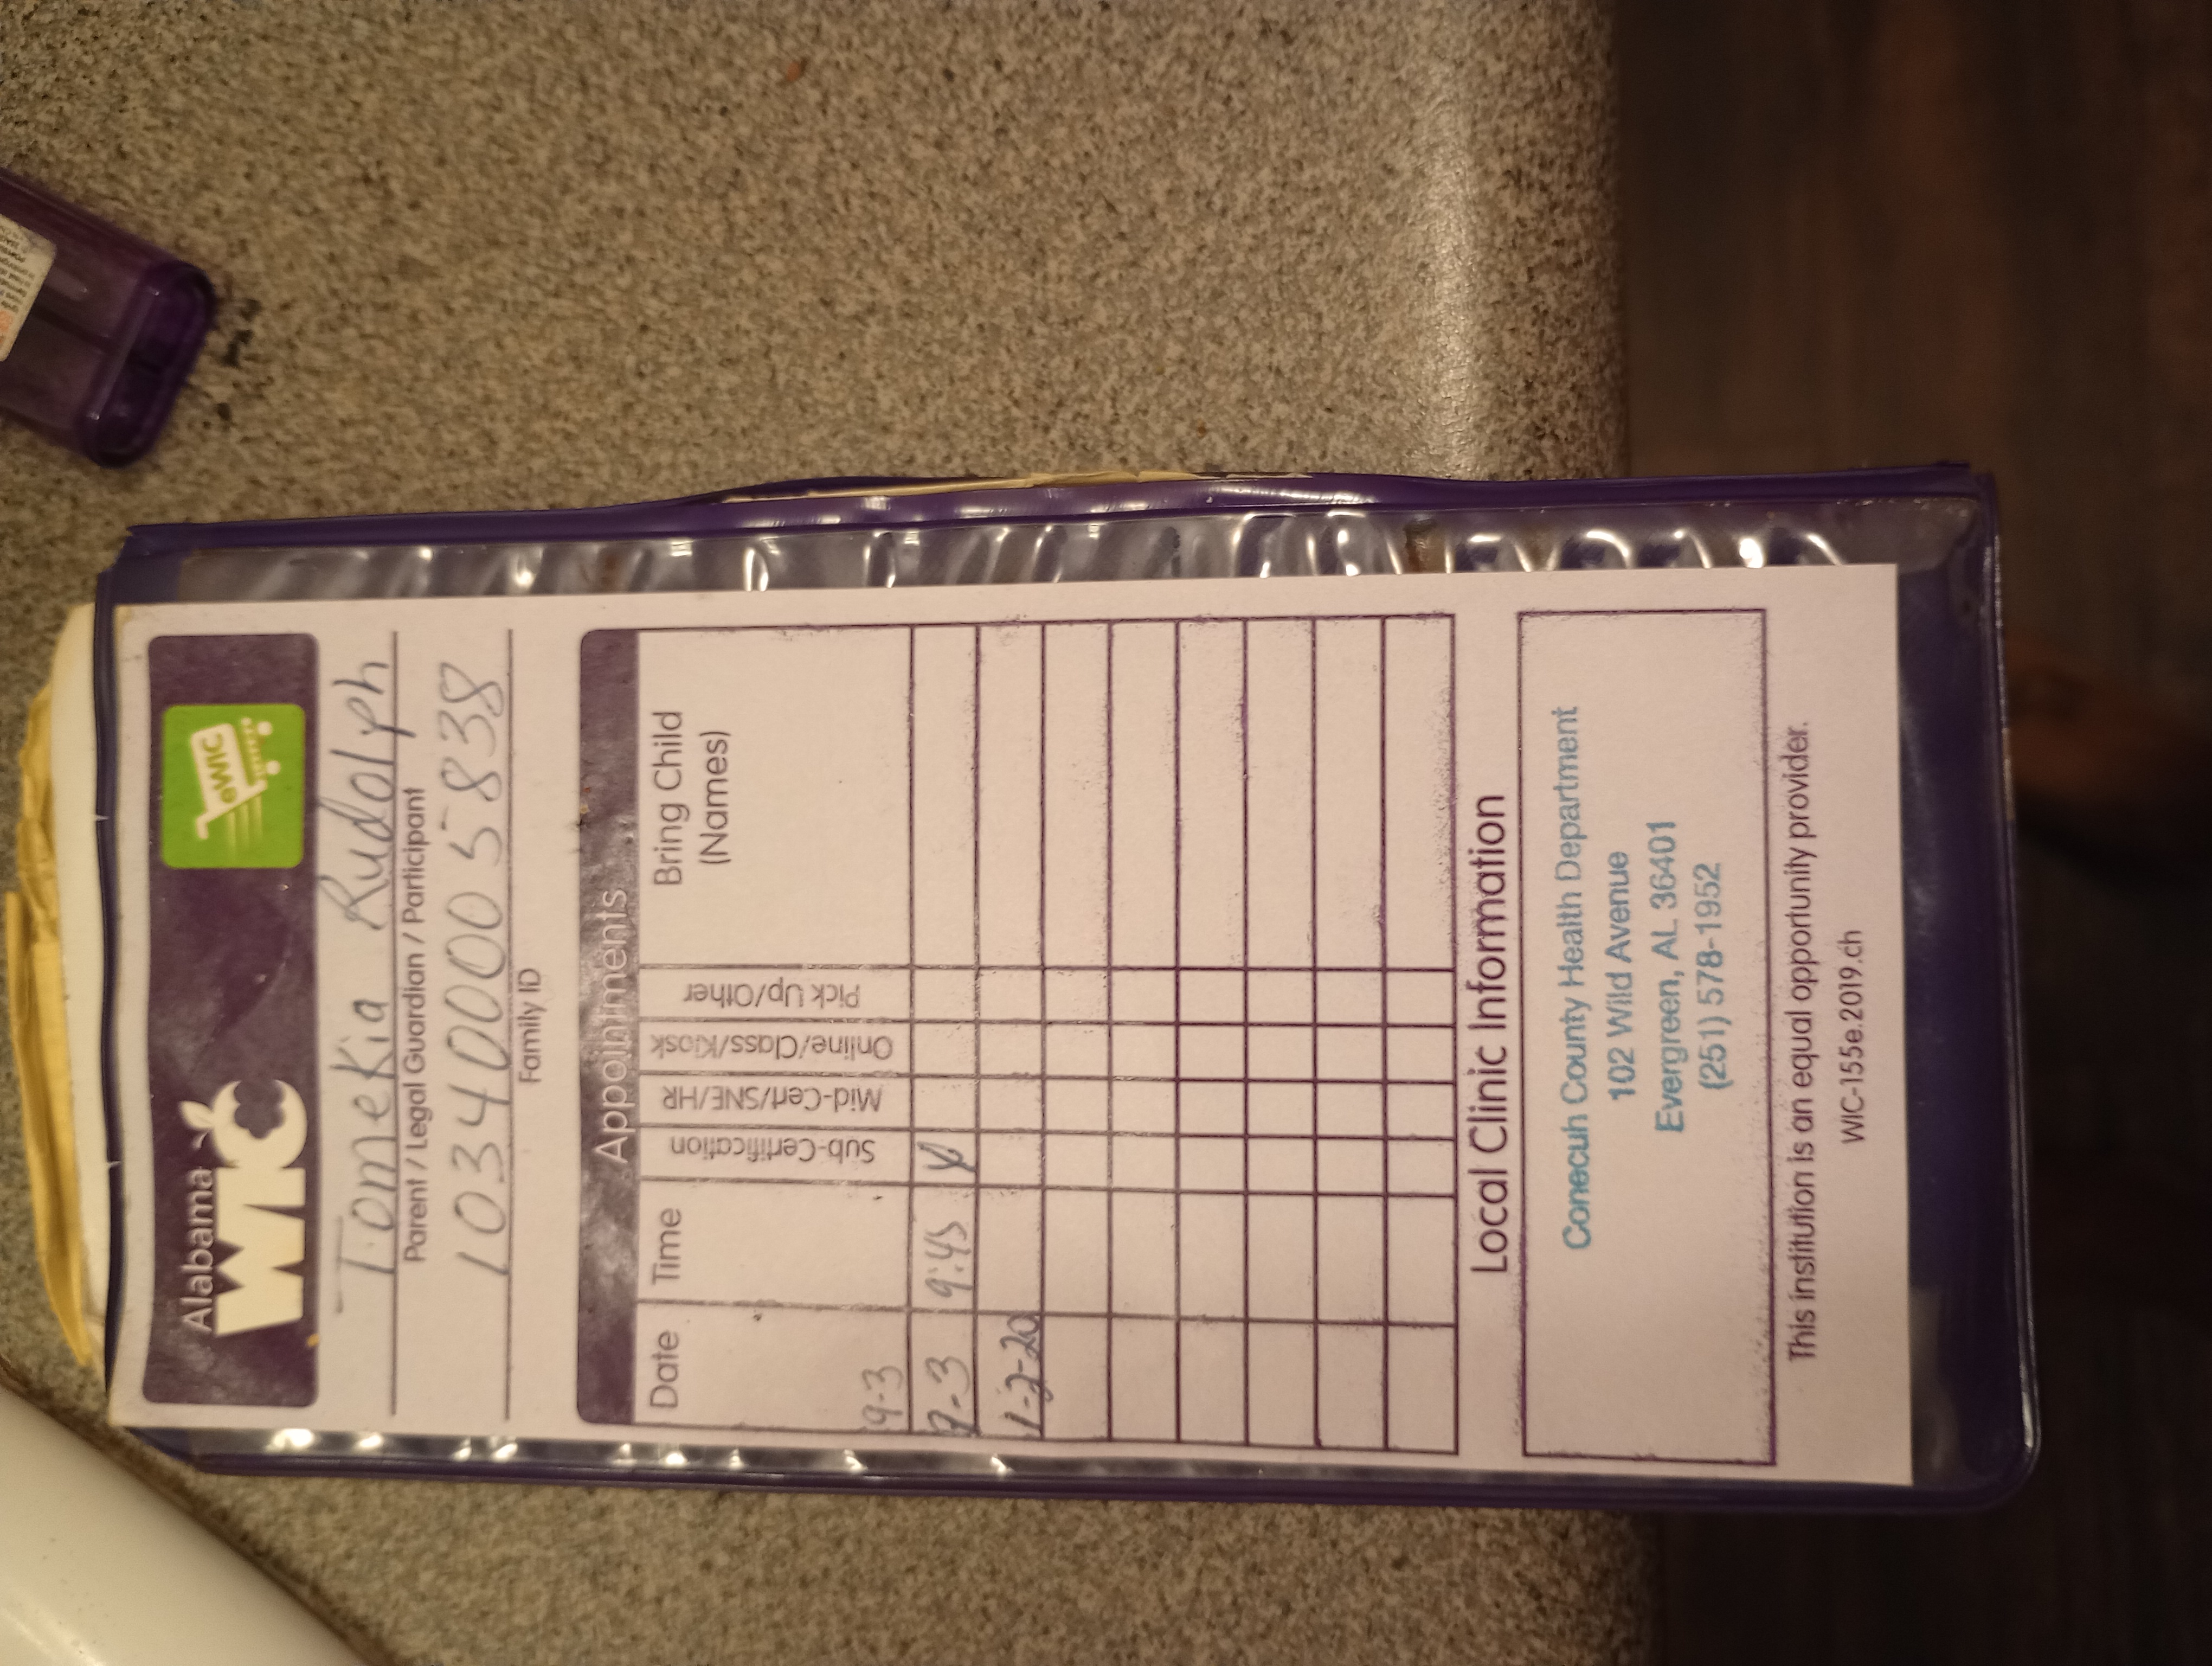 Alabama
WIC
eWIC
Tomekia Rudolph
Parent / Legal Guardian / Participant
103400005838
Family ID
Appointments
Date Time Sub-Certification Mid-Cert/SNE/HR Online/Class/Kiosk Pick Up/Other Bring Child (Names)
9-3
9:45
1-2-20
Local Clinic Information
Conecuh County Health Department
102 Wild Avenue
Evergreen, AL 36401
(251) 578-1952
This institution is an equal opportunity provider.
WIC-155e.2019.ch